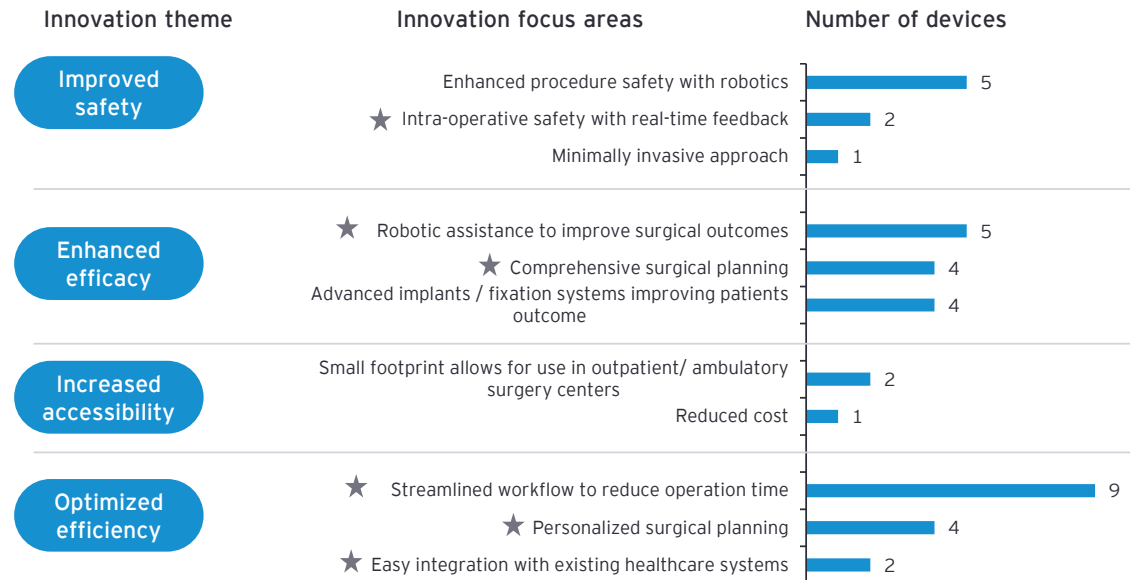 Innovation theme
Innovation focus areas
Number of devices
Improved
safety
Enhanced procedure safety with robotics
5
Intra-operative safety with real-time feedback
2
Minimally invasive approach
1
Enhanced
efficacy
Robotic assistance to improve surgical outcomes
5
Comprehensive surgical planning
4
Advanced implants / fixation systems improving patients
outcome
4
Increased
accessibility
Small footprint allows for use in outpatient/ ambulatory
surgery centers
2
Reduced cost
1
Optimized
efficiency
Streamlined workflow to reduce operation time
9
Personalized surgical planning
4
Easy integration with existing healthcare systems
2